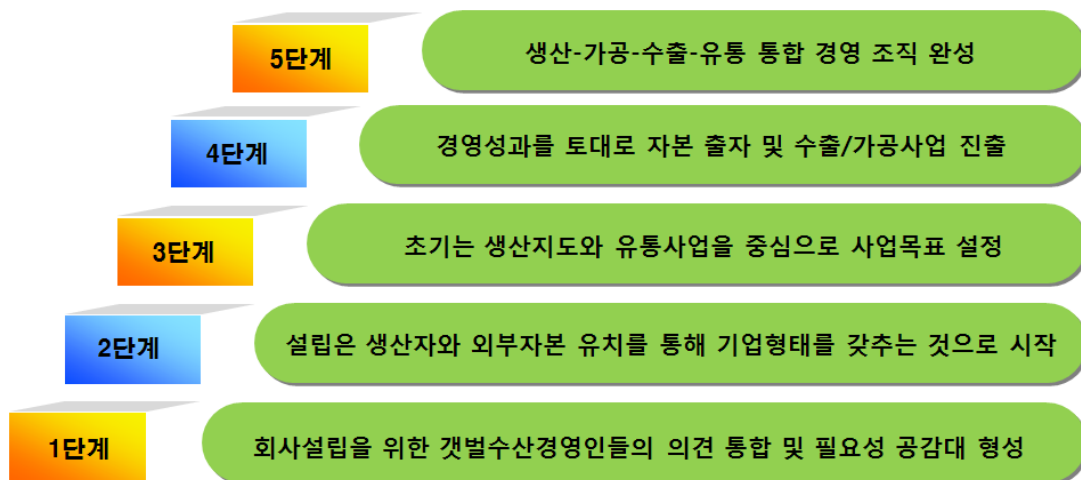 5단계
생산-가공-수출-유통 통합 경영 조직 완성
4단계
경영성과를 토대로 자본 출자 및 수출/가공사업 진출
3단계
초기는 생산지도와 유통사업을 중심으로 사업목표 설정
2단계
설립은 생산자와 외부자본 유치를 통해 기업형태를 갖추는 것으로 시작
1단계
회사설립을 위한 갯벌수산경영인들의 의견 통합 및 필요성 공감대 형성